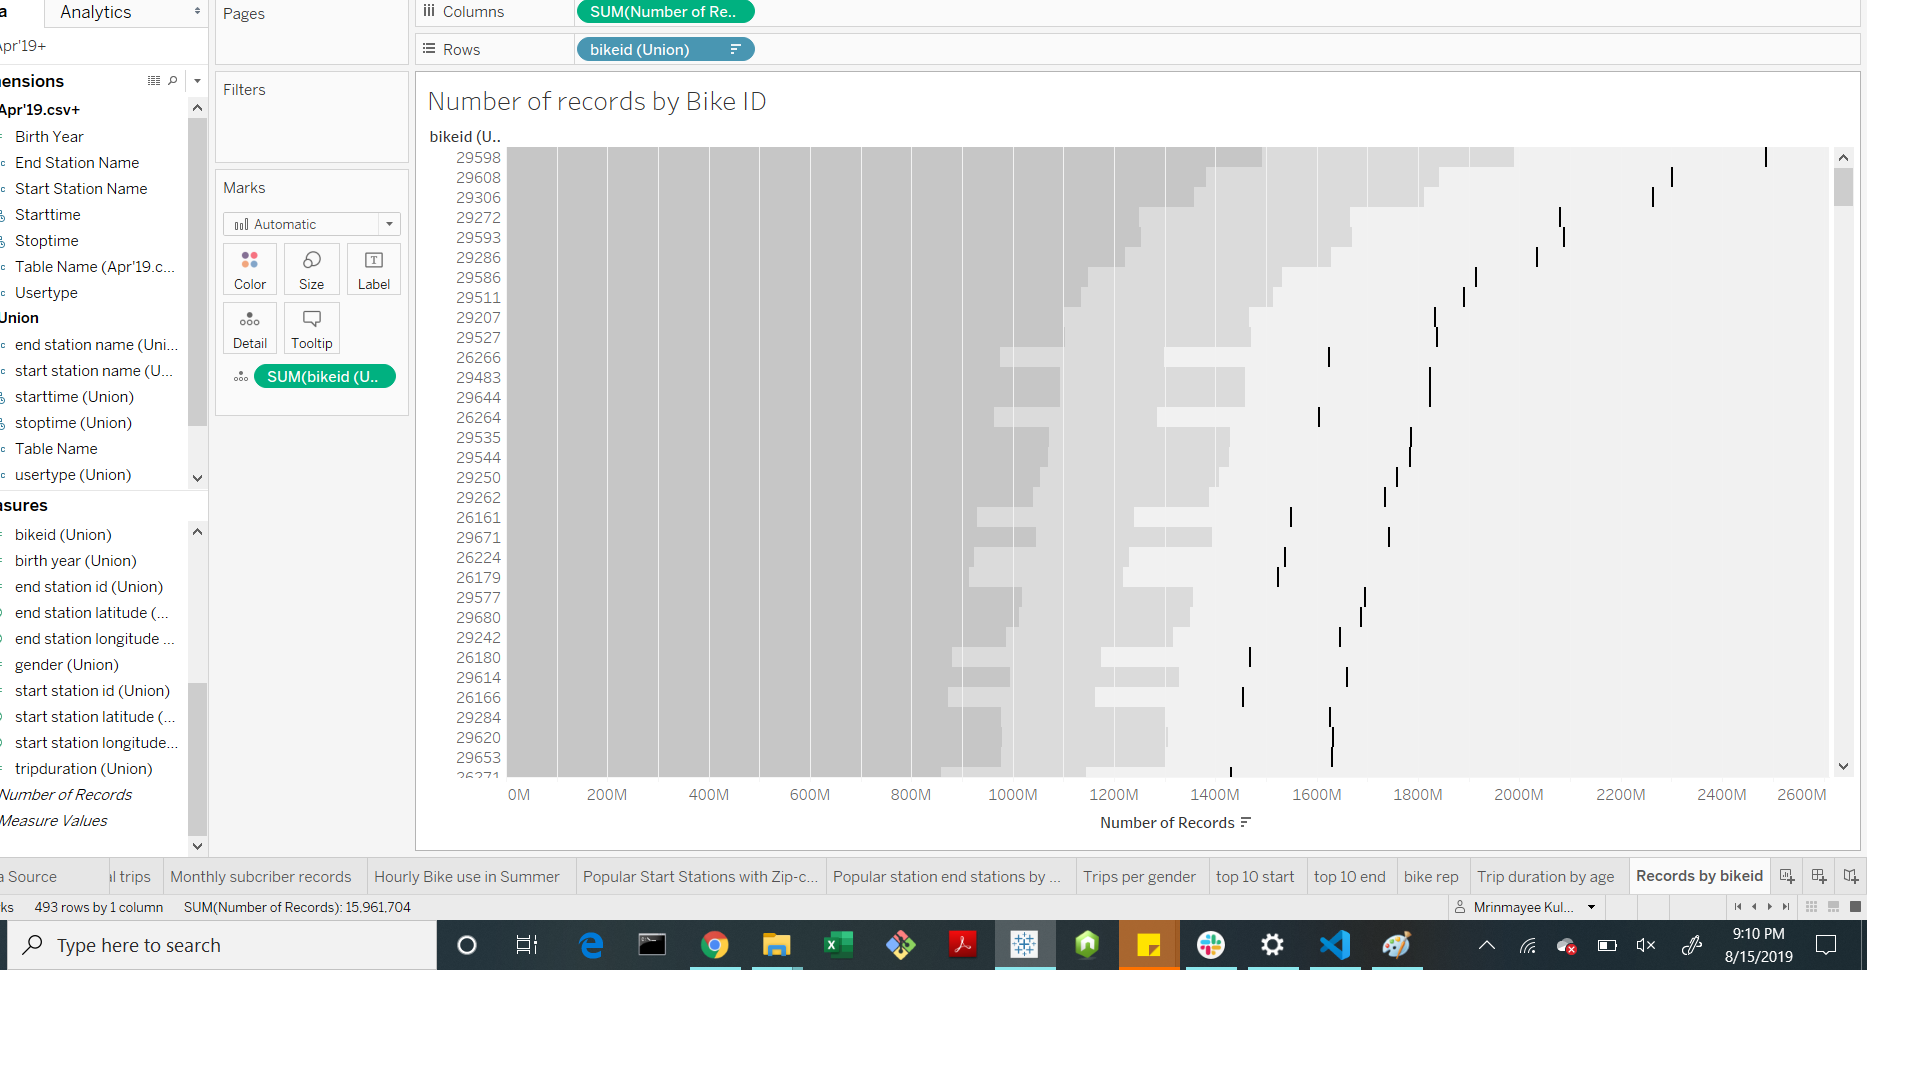 a
Analytics
Apr'19+
ensions
Apr'19.csv+
Birth Year
End Station Name
Start Station Name
Starttime
Stoptime
Table Name (Apr'19.c...
Usertype
Union
end station name (Uni...
start station name (U...
starttime (Union)
stoptime (Union)
Table Name
usertype (Union)
asures
bikeid (Union)
birth year (Union)
end station id (Union)
end station latitude (...
end station longitude ...
gender (Union)
start station id (Union)
start station latitude (...
start station longitude...
tripduration (Union)
Number of Records
Measure Values
Pages
Filters
Marks
Automatic
Color Size Label
Detail Tooltip
SUM(bikeid (U..
Columns SUM(Number of Re..
Rows bikeid (Union)
Number of records by Bike ID
bikeid (U..
29598
29608
29306
29272
29593
29286
29586
29511
29207
29527
26266
29483
29644
26264
29535
29544
29250
29262
26161
29671
26224
26179
29577
29680
29242
26180
29614
26166
29284
29620
29653
26271
0M 200M 400M 600M 800M 1000M 1200M 1400M 1600M 1800M 2000M 2200M 2400M 2600M
Number of Records
a Source l trips Monthly subcriber records Hourly Bike use in Summer Popular Start Stations with Zip-c... Popular station end stations by ... Trips per gender top 10 start top 10 end bike rep Trip duration by age Records by bikeid
ks 493 rows by 1 column SUM(Number of Records): 15,961,704 Mrinmayee Kul...
Type here to search
9:10 PM
8/15/2019